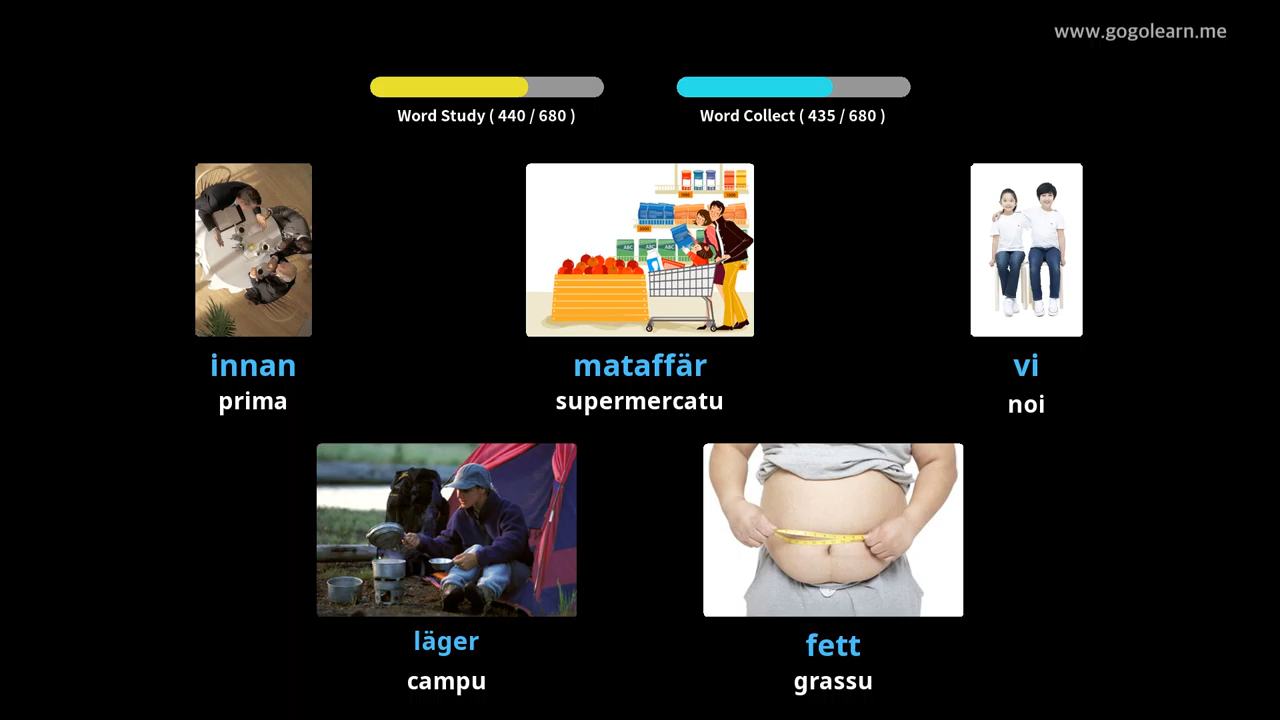 www.gogolearn.me
Word Study ( 440 / 680 )
Word Collect ( 435 / 680 )
innan
prima
mataffär
supermercatu
vi
noi
läger
campu
fett
grassu